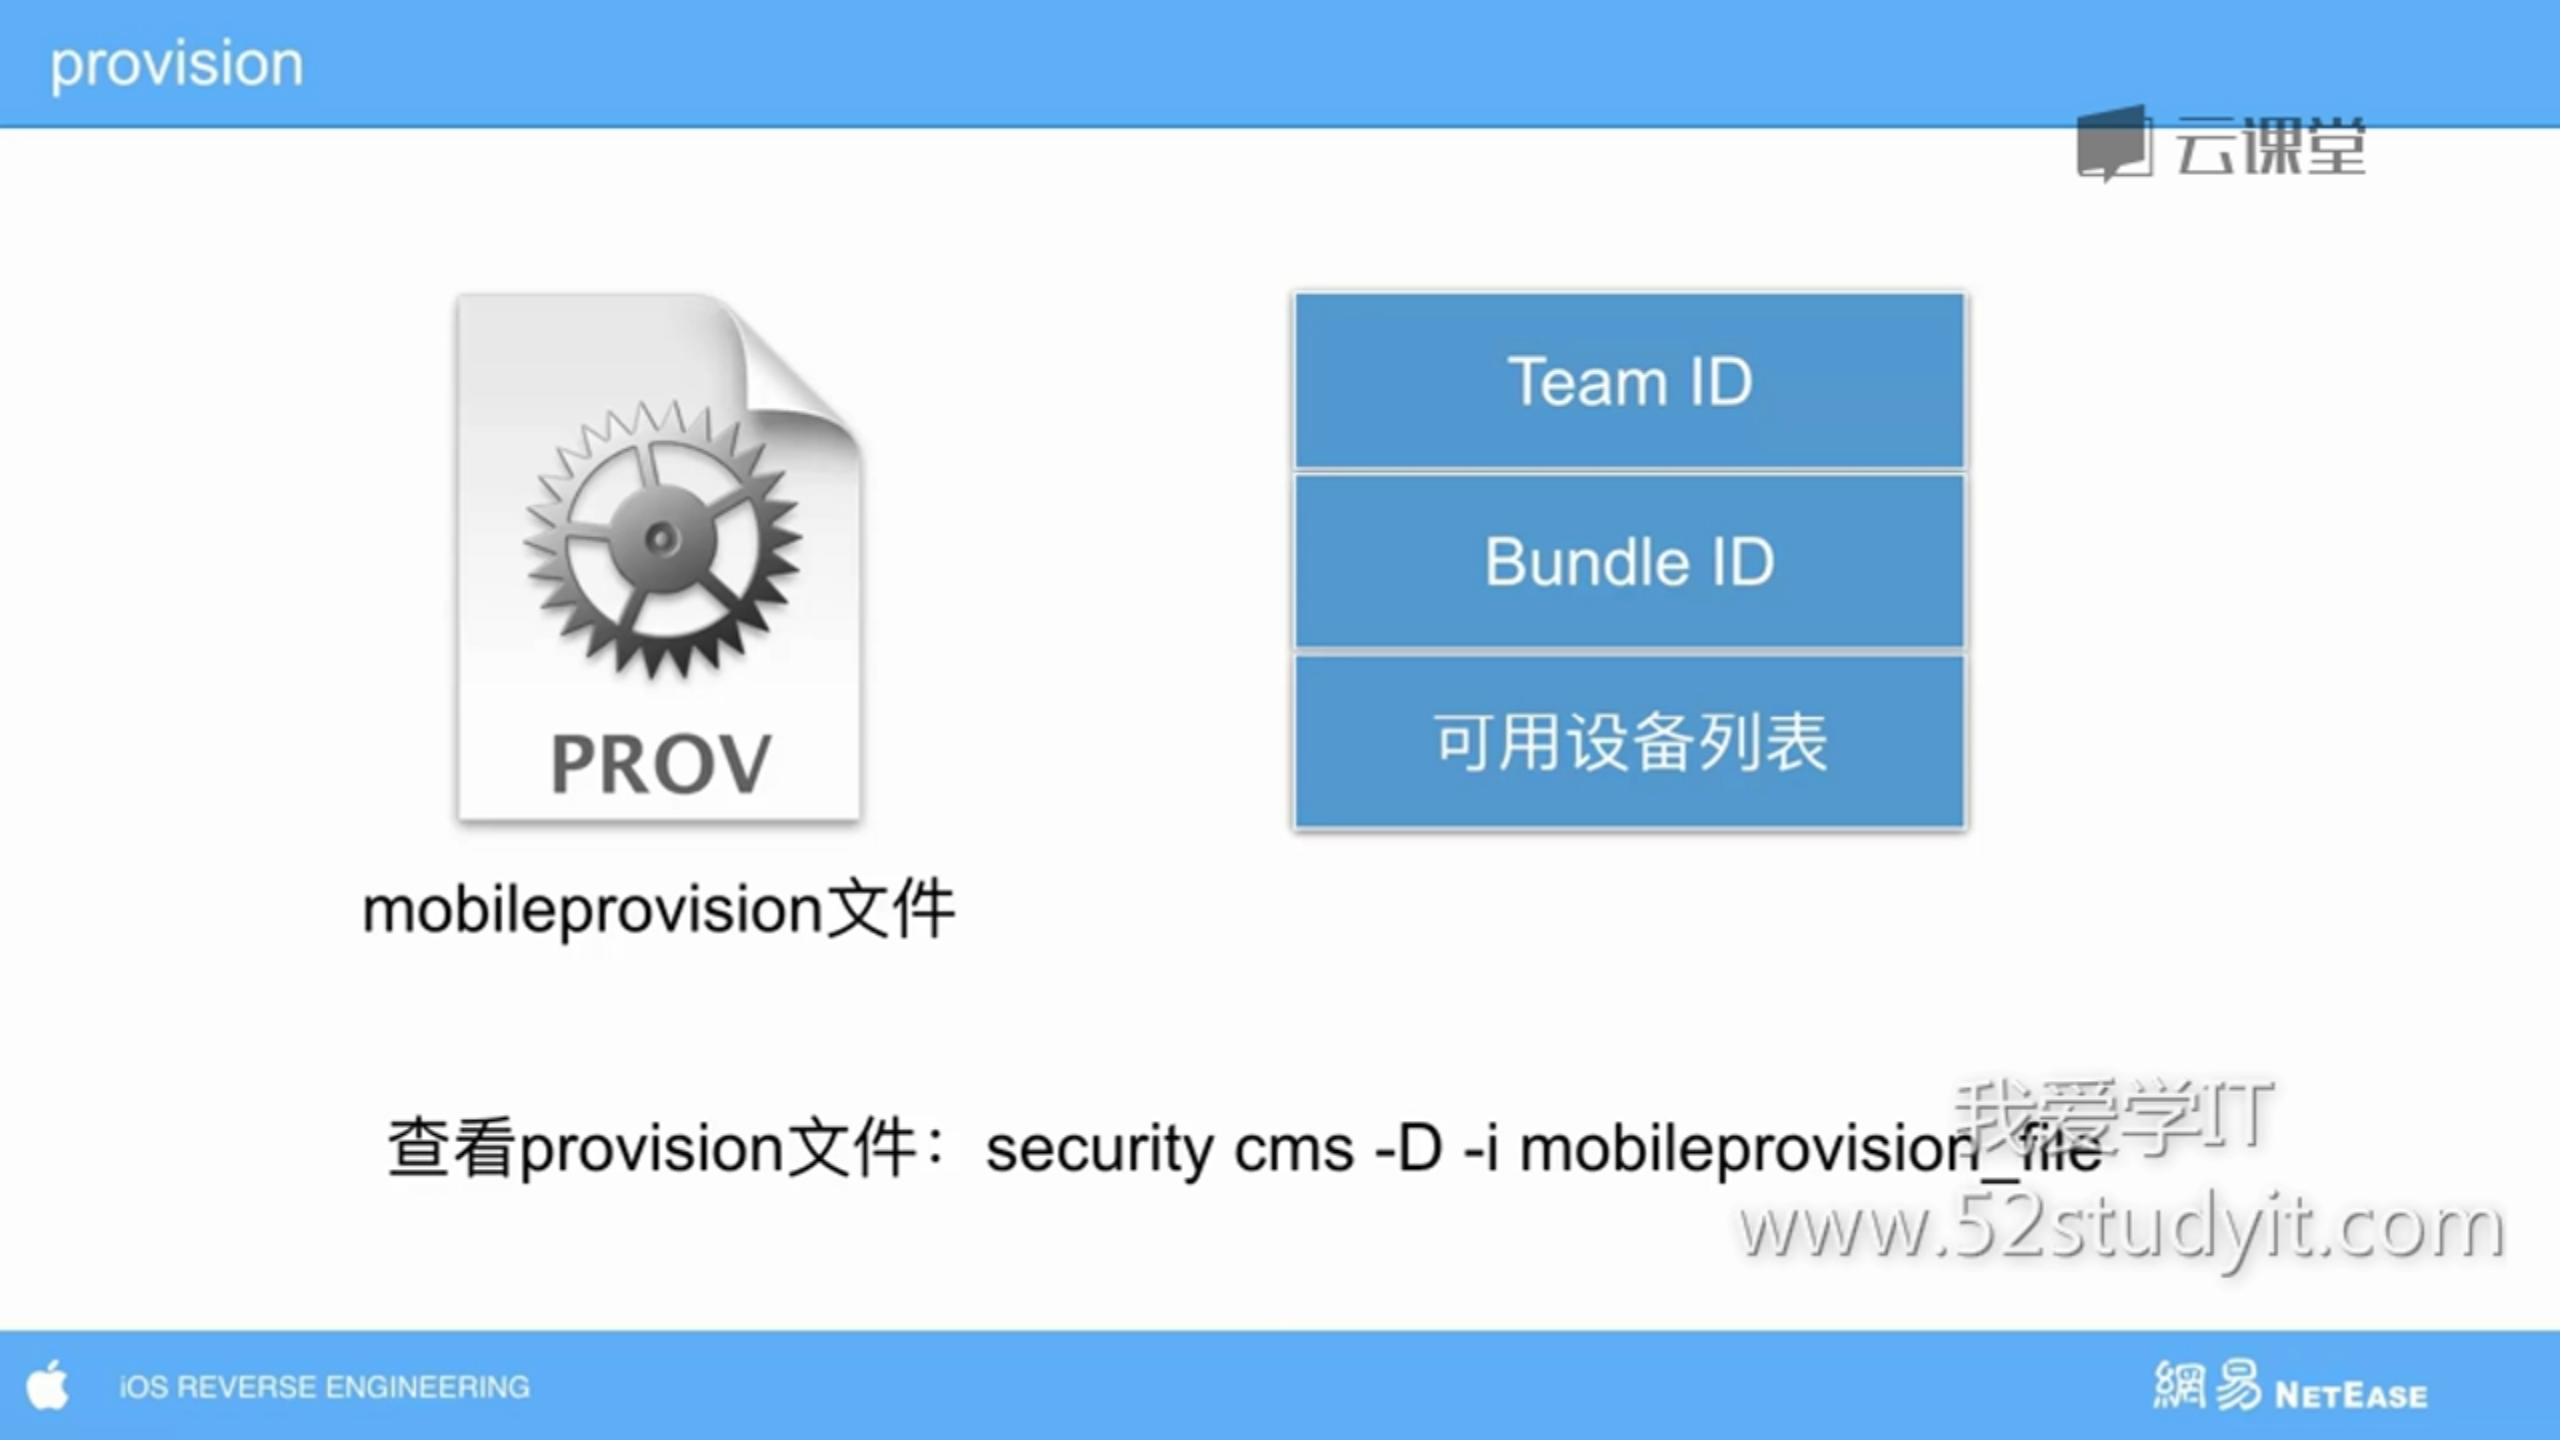 provision
云课堂
Team ID
Bundle ID
可用设备列表
PROV
mobileprovision文件
查看provision文件：security cms -D -i mobileprovision_file
我爱学IT
www.52studyit.com
iOS REVERSE ENGINEERING
網易 NETEASE